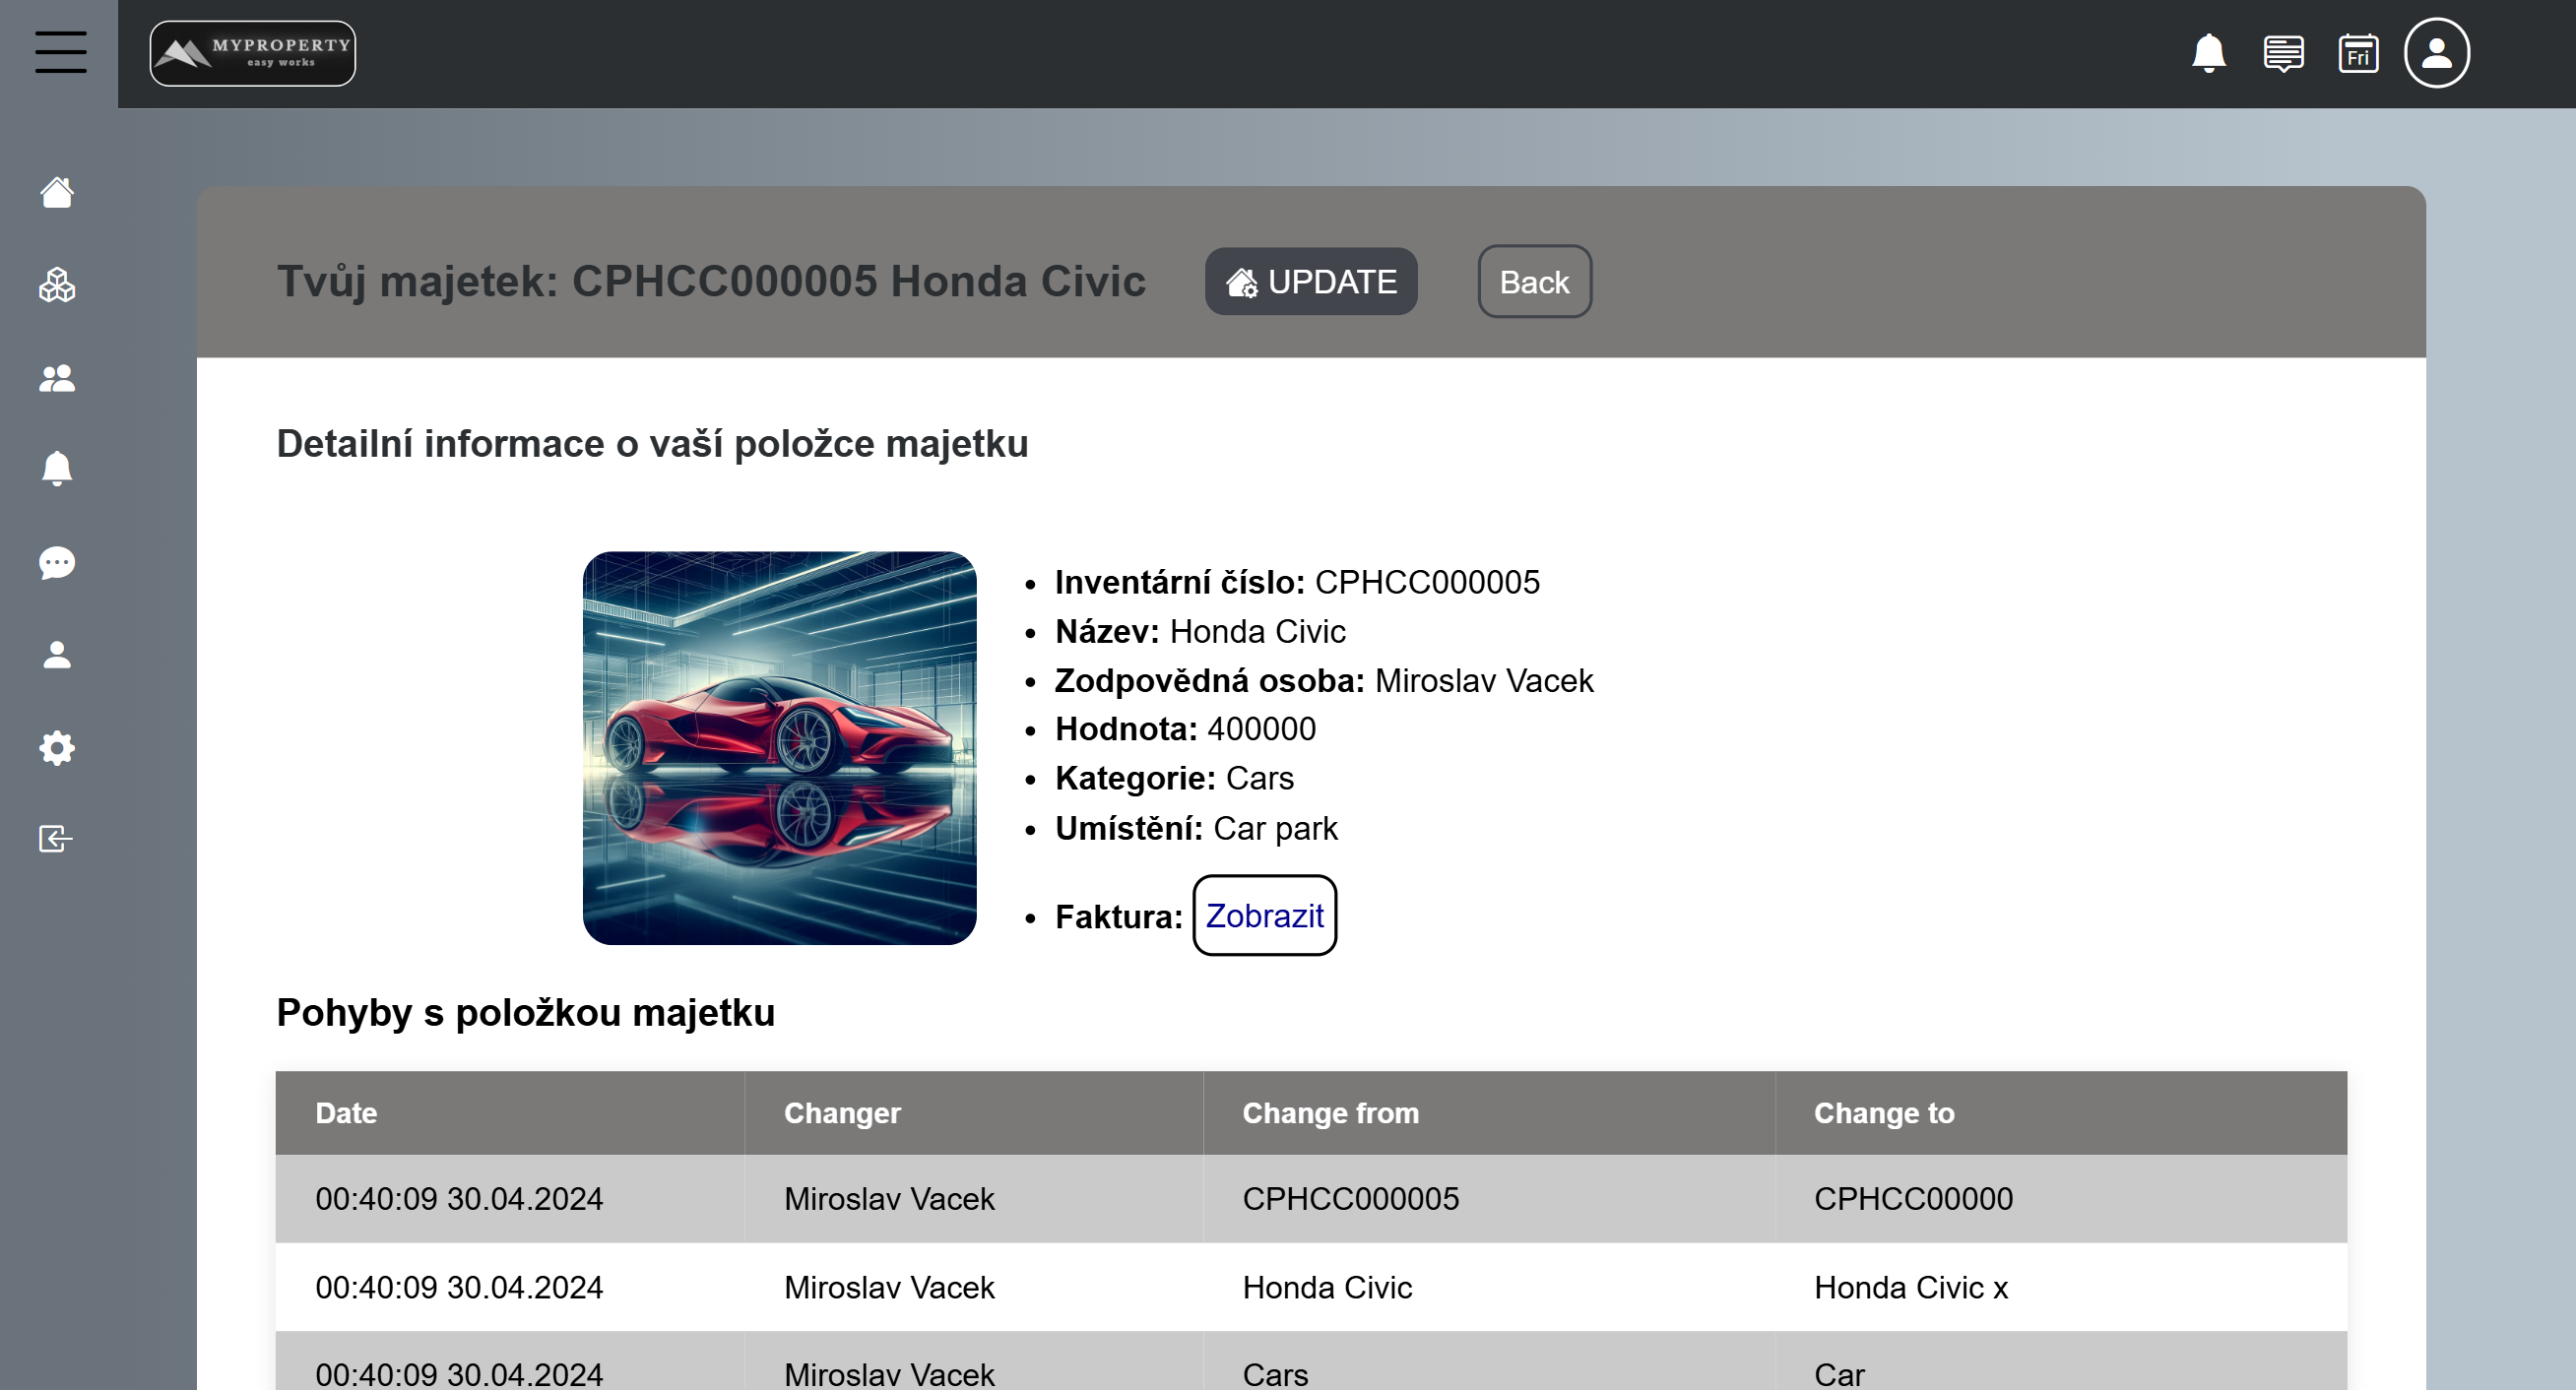 MYPROPERTY
easy works
Fri
Tvůj majetek: CPHCC000005 Honda Civic
UPDATE
Back
Detailní informace o vaší položce majetku
Inventární číslo: CPHCC000005
Název: Honda Civic
Zodpovědná osoba: Miroslav Vacek
Hodnota: 400000
Kategorie: Cars
Umístění: Car park
Faktura: Zobrazit
Pohyby s položkou majetku
Date Changer Change from Change to
00:40:09 30.04.2024 Miroslav Vacek CPHCC000005 CPHCC00000
00:40:09 30.04.2024 Miroslav Vacek Honda Civic Honda Civic x
00:40:09 30.04.2024 Miroslav Vacek Cars Car